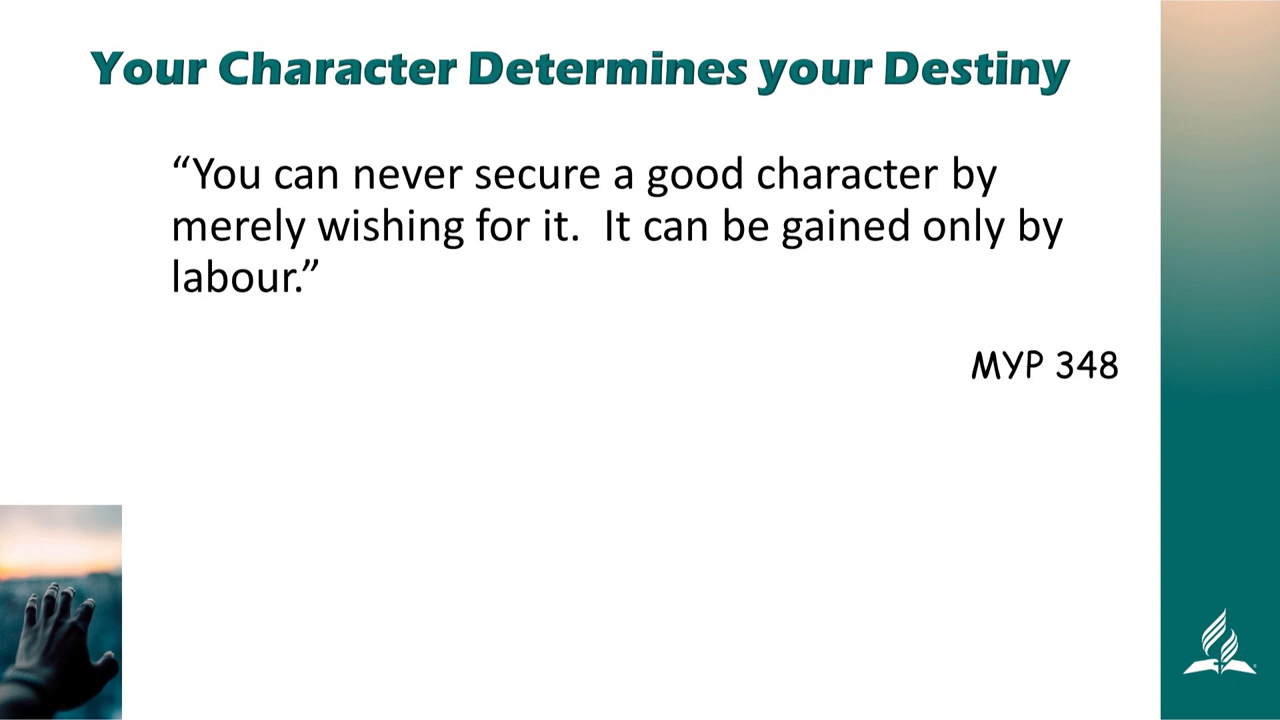 Your Character Determines your Destiny
“You can never secure a good character by
merely wishing for it.  It can be gained only by
labour.”
MYP 348